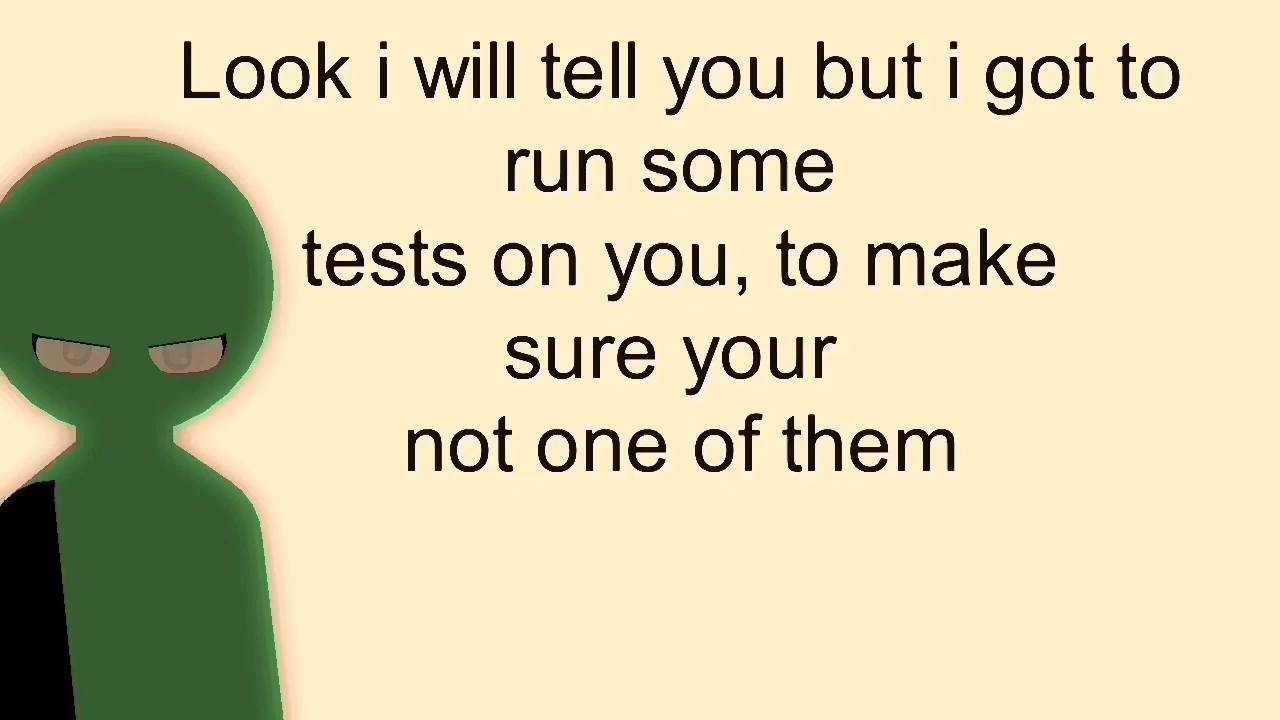 Look i will tell you but i got to
run some
tests on you, to make
sure your
not one of them